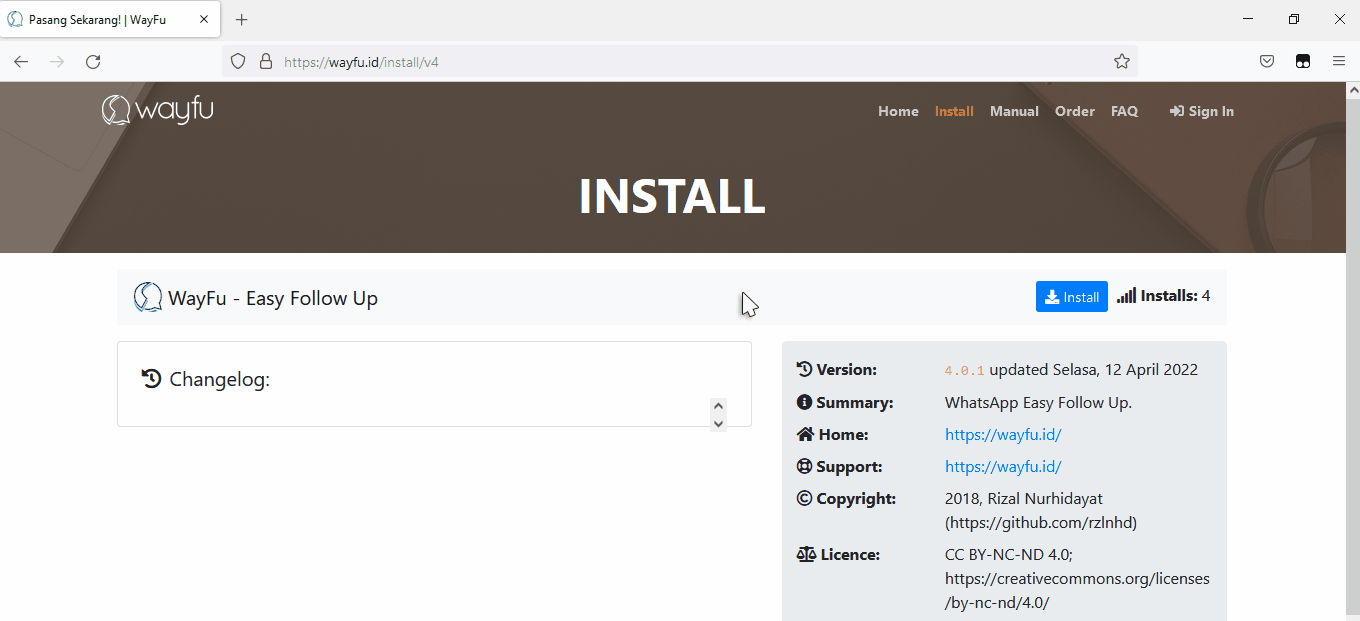 Pasang Sekarang! | WayFu
https://wayfu.id/install/v4
wayfu
Home Install Manual Order FAQ Sign In
INSTALL
WayFu - Easy Follow Up
Install
Installs: 4
Changelog:
Version: 4.0.1 updated Selasa, 12 April 2022
Summary: WhatsApp Easy Follow Up.
Home: https://wayfu.id/
Support: https://wayfu.id/
Copyright: 2018, Rizal Nurhidayat
(https://github.com/rzlnhd)
Licence: CC BY-NC-ND 4.0;
https://creativecommons.org/licenses
/by-nc-nd/4.0/